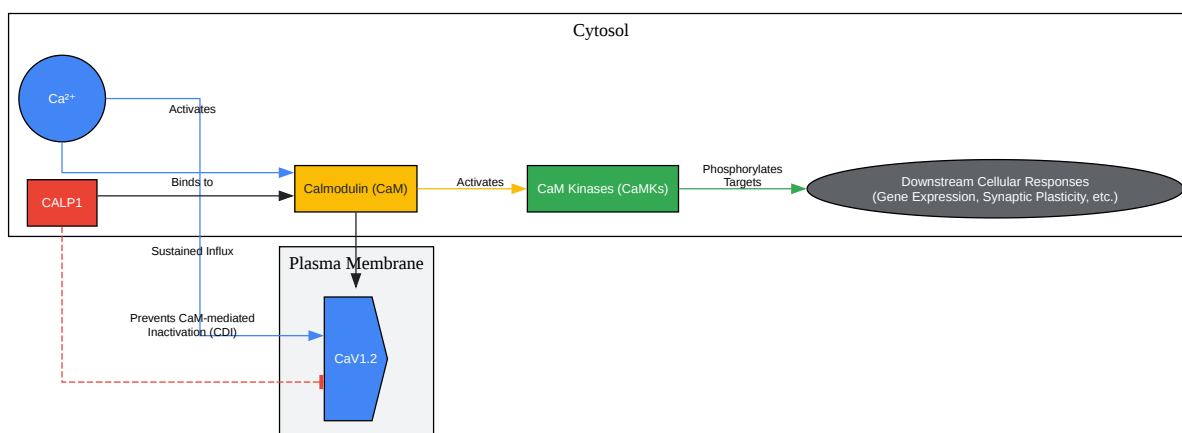 Cytosol
Ca²⁺
Activates
Binds to
CALP1
Calmodulin (CaM)
Activates
CaM Kinases (CaMKs)
Phosphorylates
Targets
Downstream Cellular Responses
(Gene Expression, Synaptic Plasticity, etc.)
Sustained Influx
Plasma Membrane
Prevents CaM-mediated
Inactivation (CDI)
CaV1.2